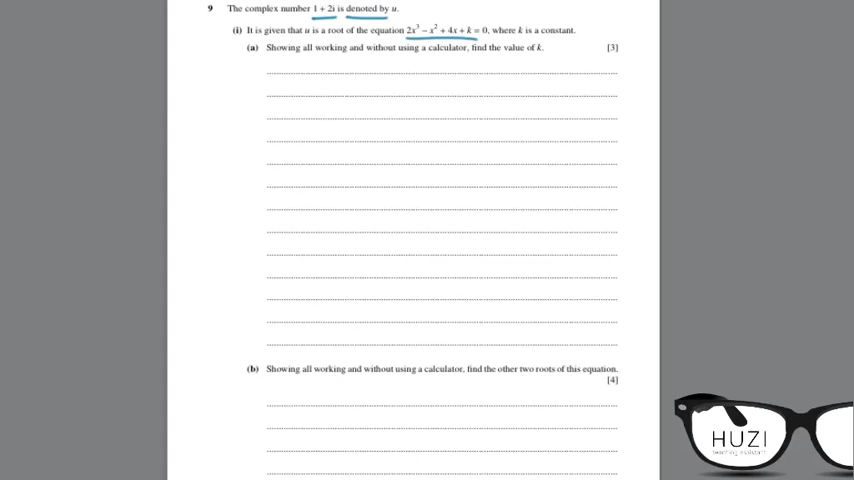 9 The complex number 1 + 2i is denoted by u.
(i) It is given that u is a root of the equation 2x³ − x² + 4x + k = 0, where k is a constant.
(a) Showing all working and without using a calculator, find the value of k. [3]
(b) Showing all working and without using a calculator, find the other two roots of this equation.
[4]
HUZI
teaching assistant